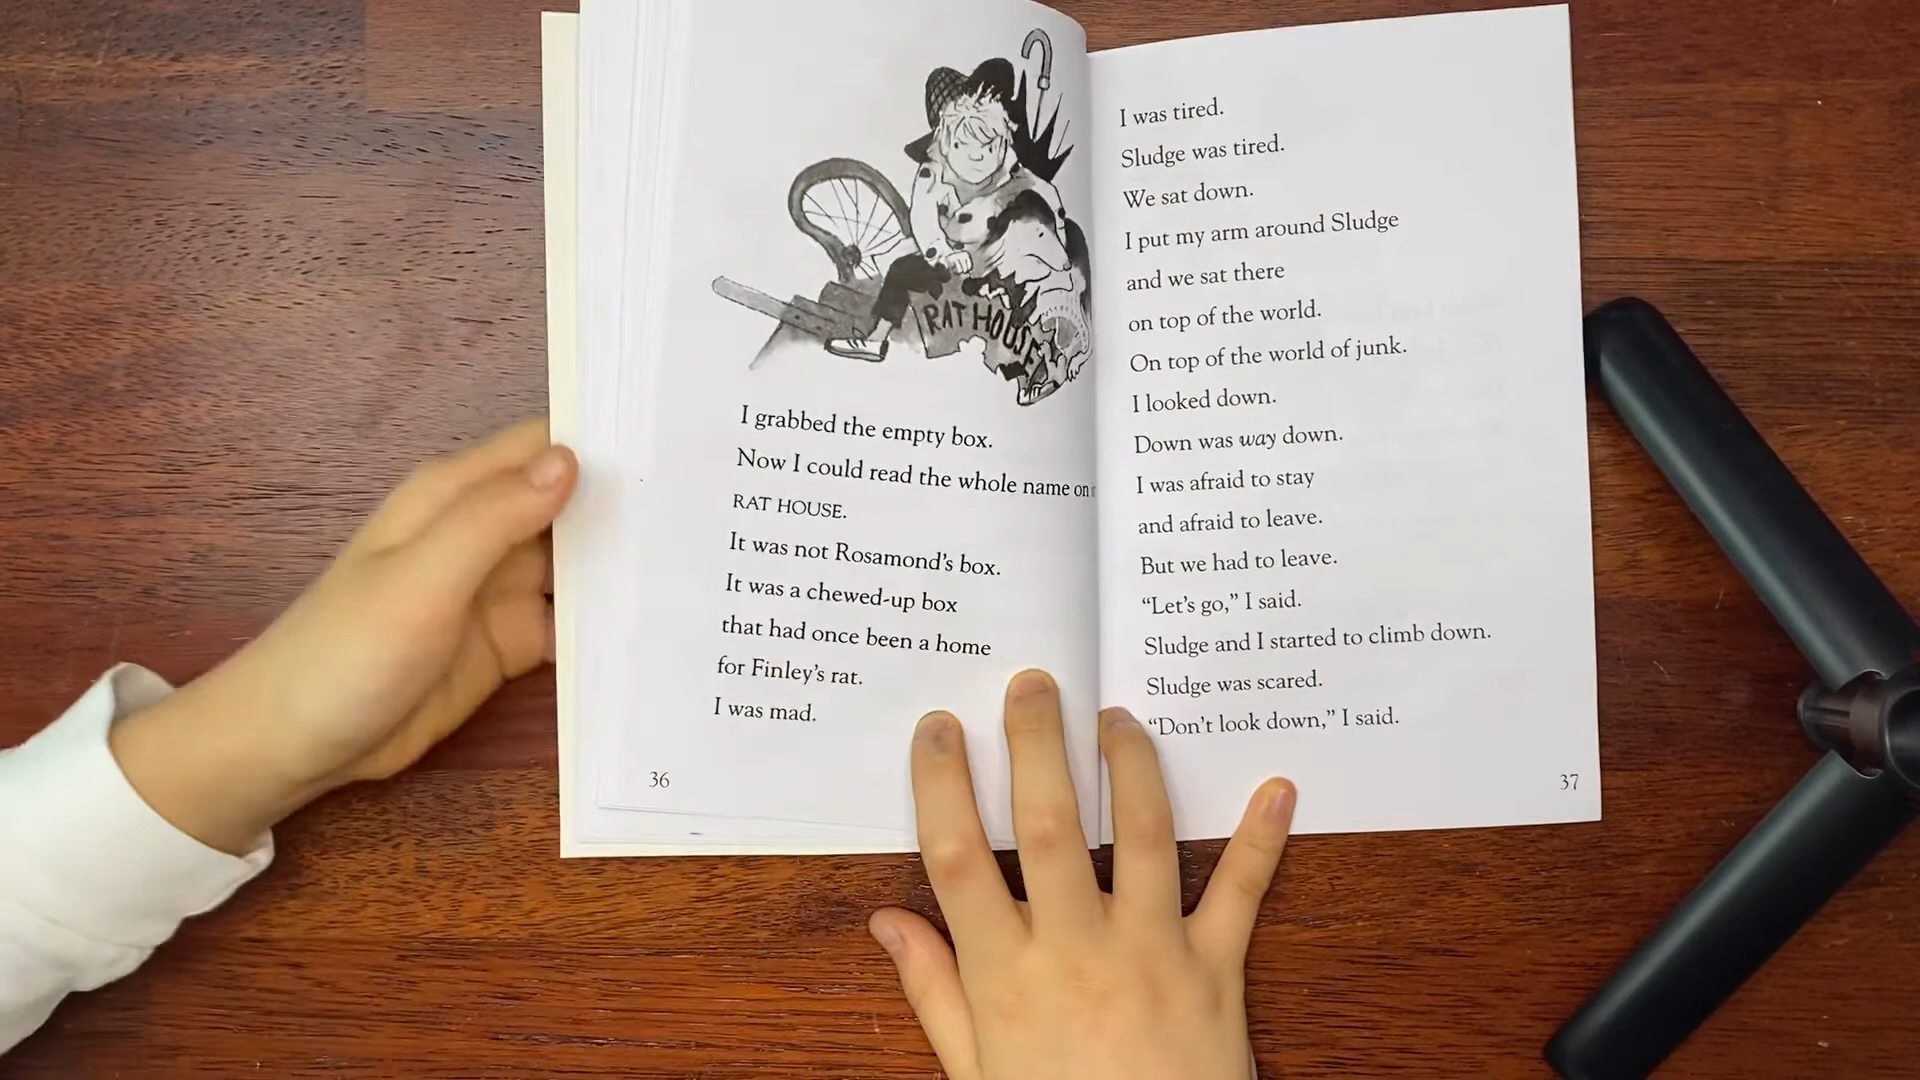 RAT HOUSE
I grabbed the empty box.
Now I could read the whole name on
RAT HOUSE.
It was not Rosamond's box.
It was a chewed-up box
that had once been a home
for Finley's rat.
I was mad.
36
I was tired.
Sludge was tired.
We sat down.
I put my arm around Sludge
and we sat there
on top of the world.
On top of the world of junk.
I looked down.
Down was way down.
I was afraid to stay
and afraid to leave.
But we had to leave.
“Let's go,” I said.
Sludge and I started to climb down.
Sludge was scared.
“Don't look down,” I said.
37